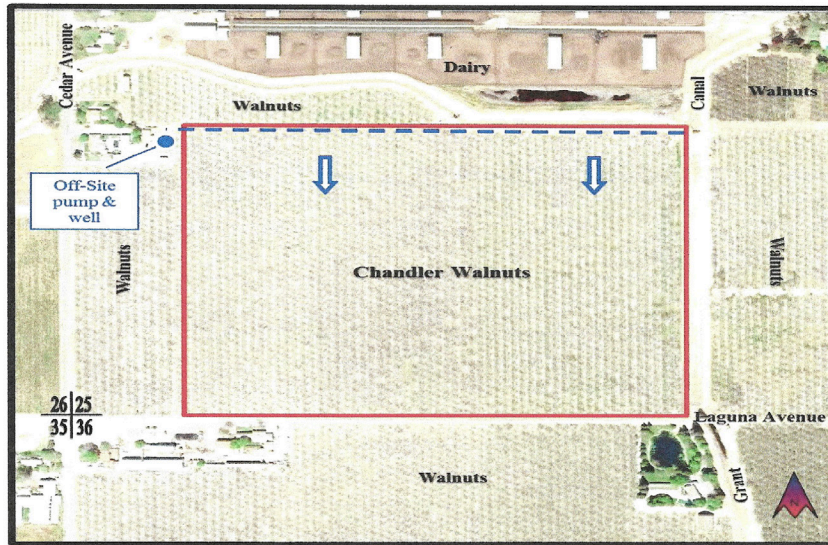 Cedar Avenue
Dairy
Canal
Walnuts
Walnuts
Off-Site
pump &
well
Walnuts
Chandler Walnuts
Walnuts
26 25
35 36
Laguna Avenue
Walnuts
Grant
N